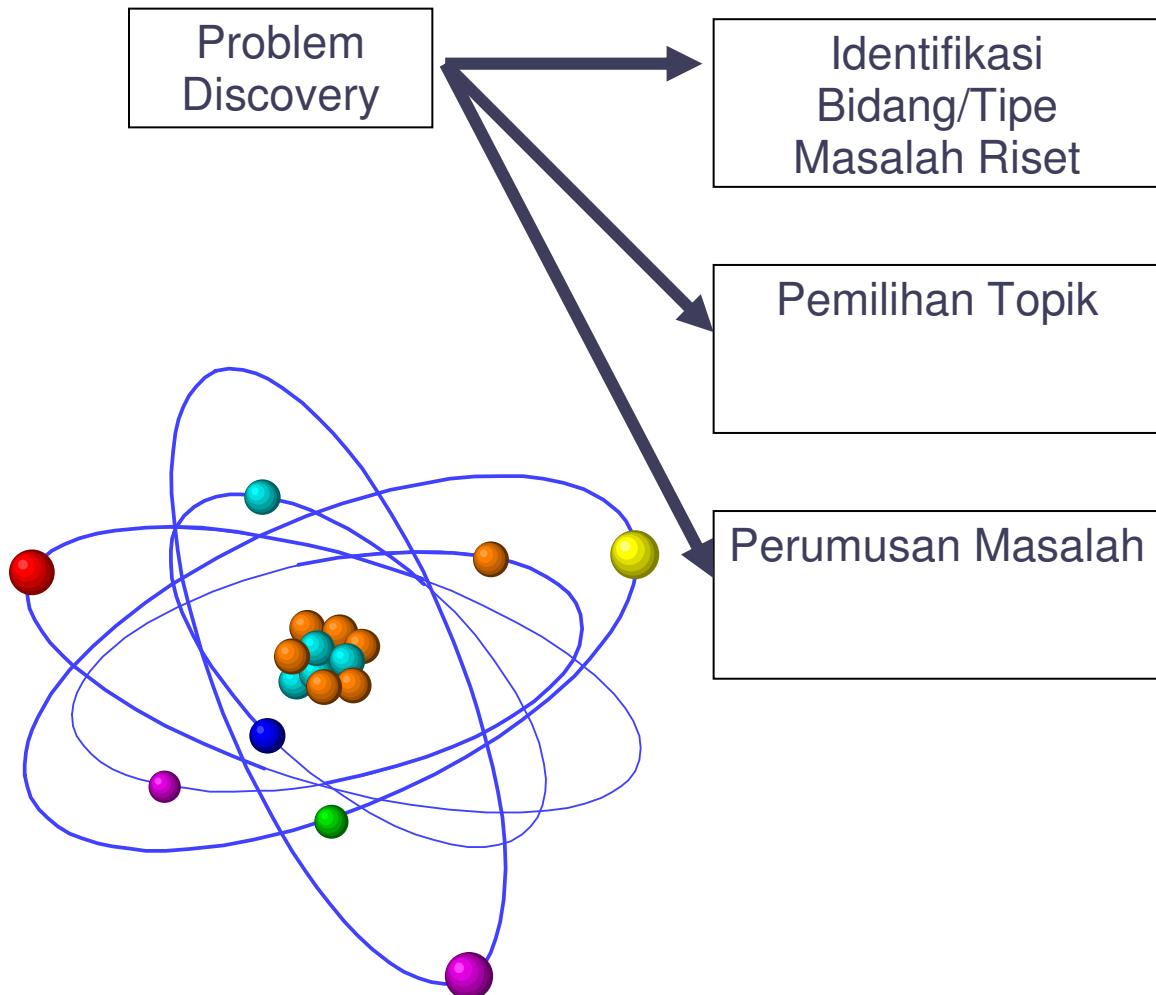 Problem
Discovery
Identifikasi
Bidang/Tipe
Masalah Riset
Pemilihan Topik
Perumusan Masalah